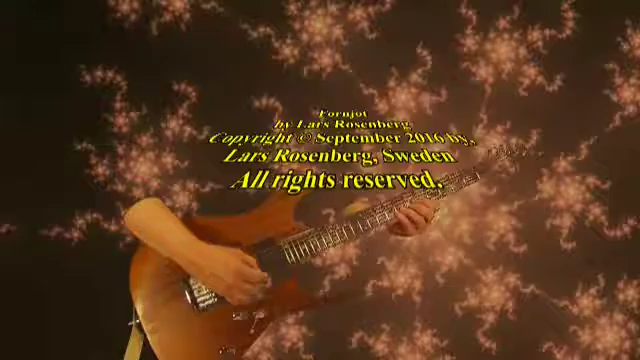 Fornjot
by Lars Rosenberg
Copyright © September 2016 by,
Lars Rosenberg, Sweden
All rights reserved.